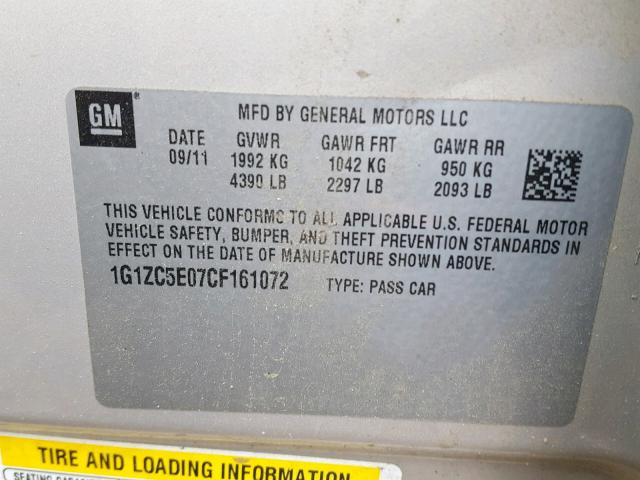 GM
MFD BY GENERAL MOTORS LLC
DATE GVWR GAWR FRT GAWR RR
09/11 1992 KG 1042 KG 950 KG
4390 LB 2297 LB 2093 LB
THIS VEHICLE CONFORMS TO ALL APPLICABLE U.S. FEDERAL MOTOR
VEHICLE SAFETY, BUMPER, AND THEFT PREVENTION STANDARDS IN
EFFECT ON THE DATE OF MANUFACTURE SHOWN ABOVE.
1G1ZC5E07CF161072 TYPE: PASS CAR
TIRE AND LOADING INFORMATION